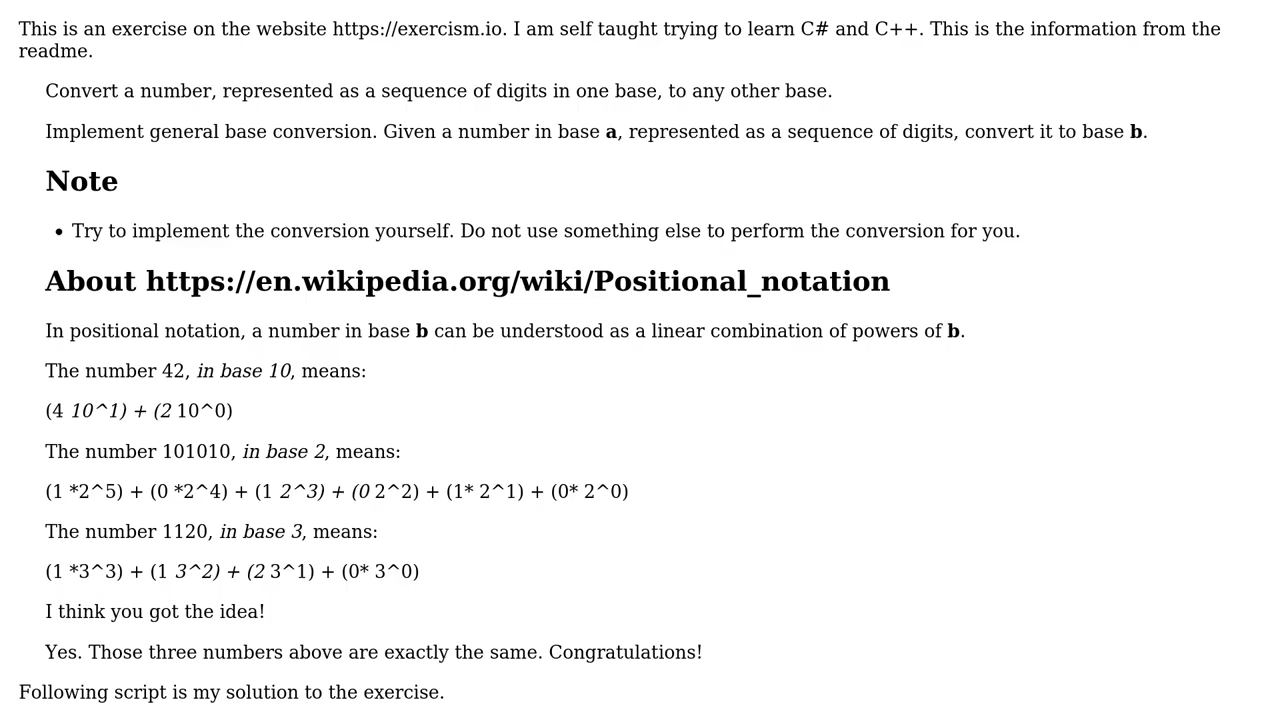 This is an exercise on the website https://exercism.io. I am self taught trying to learn C# and C++. This is the information from the
readme.
Convert a number, represented as a sequence of digits in one base, to any other base.
Implement general base conversion. Given a number in base a, represented as a sequence of digits, convert it to base b.
Note
• Try to implement the conversion yourself. Do not use something else to perform the conversion for you.
About https://en.wikipedia.org/wiki/Positional_notation
In positional notation, a number in base b can be understood as a linear combination of powers of b.
The number 42, in base 10, means:
(4 10^1) + (2 10^0)
The number 101010, in base 2, means:
(1 *2^5) + (0 *2^4) + (1 2^3) + (0 2^2) + (1* 2^1) + (0* 2^0)
The number 1120, in base 3, means:
(1 *3^3) + (1 3^2) + (2 3^1) + (0* 3^0)
I think you got the idea!
Yes. Those three numbers above are exactly the same. Congratulations!
Following script is my solution to the exercise.